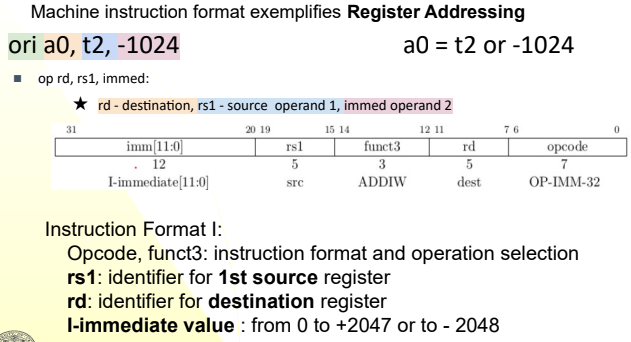 Machine instruction format exemplifies Register Addressing
ori a0, t2, -1024 a0 = t2 or -1024
■ op rd, rs1, immed:
★ rd - destination, rs1 - source operand 1, immed operand 2
31 20 19 15 14 12 11 7 6 0
imm[11:0] rs1 funct3 rd opcode
12 5 3 5 7
I-immediate[11:0] src ADDIW dest OP-IMM-32
Instruction Format I:
Opcode, funct3: instruction format and operation selection
rs1: identifier for 1st source register
rd: identifier for destination register
I-immediate value : from 0 to +2047 or to - 2048